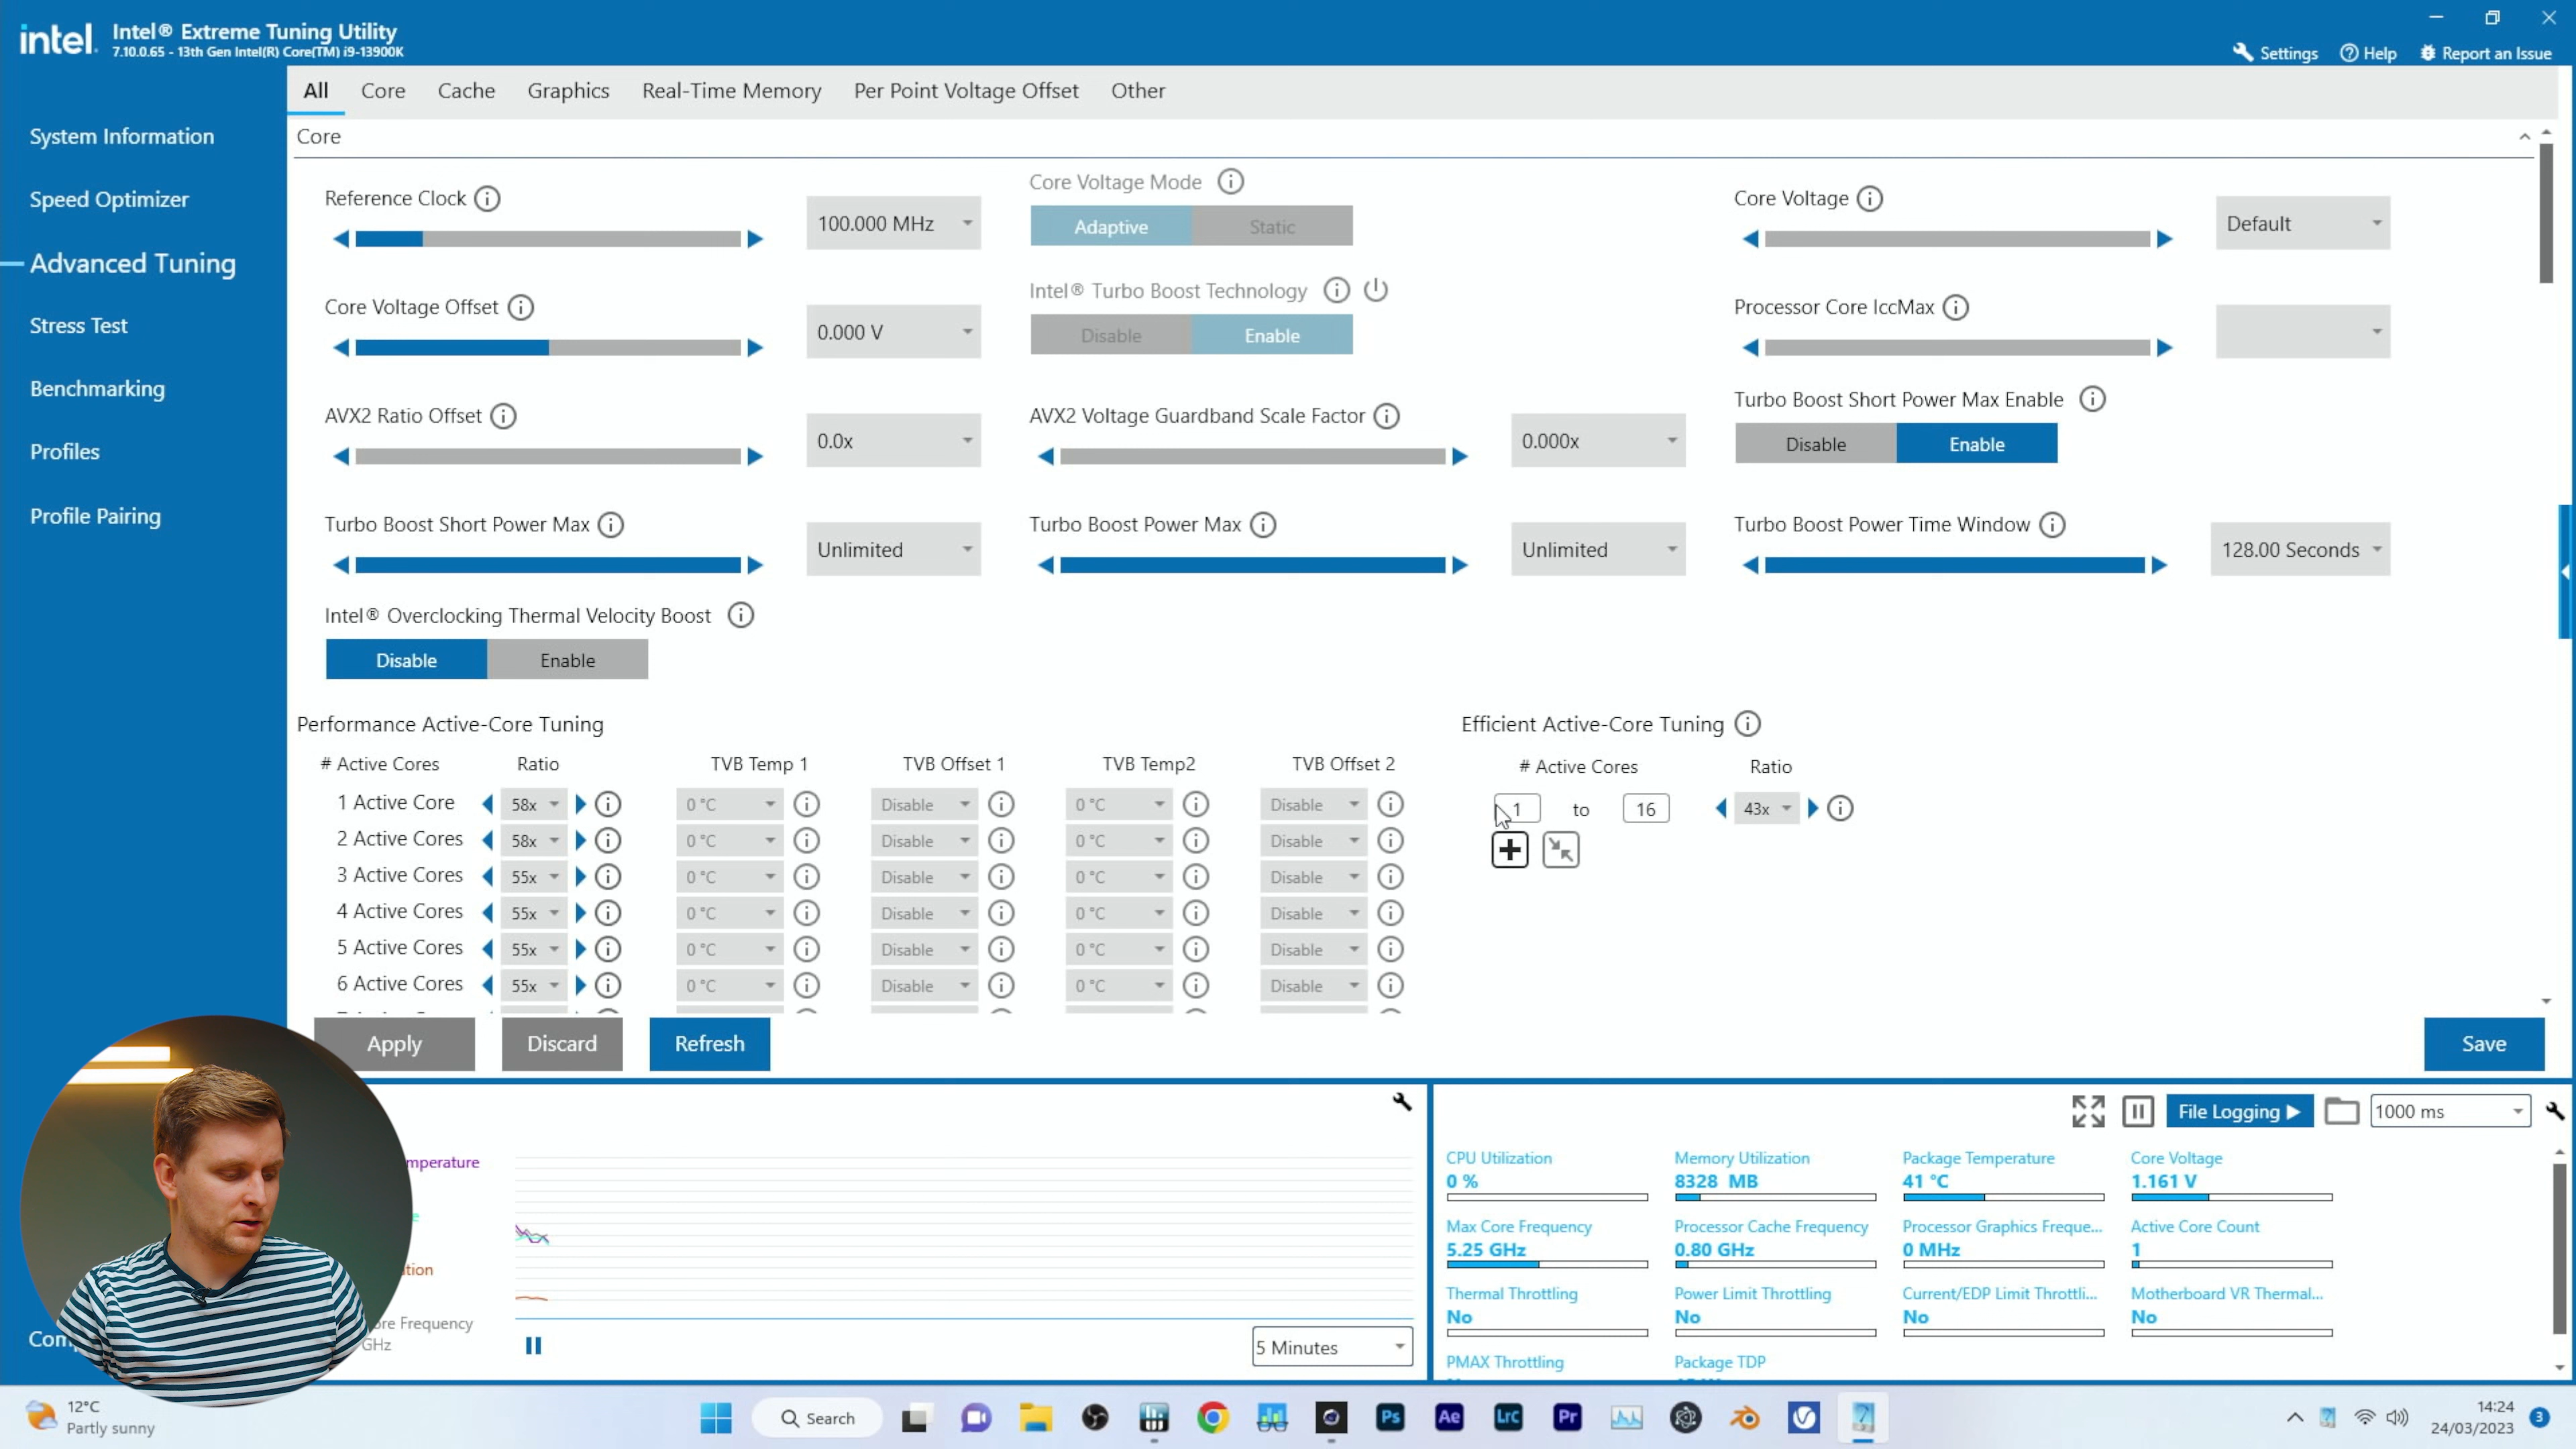 intel.
Intel® Extreme Tuning Utility
7.10.0.65 - 13th Gen Intel(R) Core(TM) i9-13900K
Settings Help Report an Issue
All Core Cache Graphics Real-Time Memory Per Point Voltage Offset Other
System Information
Speed Optimizer
Advanced Tuning
Stress Test
Benchmarking
Profiles
Profile Pairing
Core
Reference Clock
100.000 MHz
Core Voltage Mode
Adaptive Static
Core Voltage
Default
Core Voltage Offset
0.000 V
Intel® Turbo Boost Technology
Disable Enable
Processor Core IccMax
AVX2 Ratio Offset
0.0x
AVX2 Voltage Guardband Scale Factor
0.000x
Turbo Boost Short Power Max Enable
Disable Enable
Turbo Boost Short Power Max
Unlimited
Turbo Boost Power Max
Unlimited
Turbo Boost Power Time Window
128.00 Seconds
Intel® Overclocking Thermal Velocity Boost
Disable Enable
Performance Active-Core Tuning
# Active Cores Ratio TVB Temp 1 TVB Offset 1 TVB Temp2 TVB Offset 2
1 Active Core 58x 0 °C Disable 0 °C Disable
2 Active Cores 58x 0 °C Disable 0 °C Disable
3 Active Cores 55x 0 °C Disable 0 °C Disable
4 Active Cores 55x 0 °C Disable 0 °C Disable
5 Active Cores 55x 0 °C Disable 0 °C Disable
6 Active Cores 55x 0 °C Disable 0 °C Disable
Efficient Active-Core Tuning
# Active Cores Ratio
1 to 16 43x
Apply Discard Refresh Save
mperature
tion
ore Frequency
GHz
5 Minutes
File Logging 1000 ms
CPU Utilization
0 %
Memory Utilization
8328 MB
Package Temperature
41 °C
Core Voltage
1.161 V
Max Core Frequency
5.25 GHz
Processor Cache Frequency
0.80 GHz
Processor Graphics Freque...
0 MHz
Active Core Count
1
Thermal Throttling
No
Power Limit Throttling
No
Current/EDP Limit Throttli...
No
Motherboard VR Thermal...
No
PMAX Throttling
Package TDP
12°C
Partly sunny
Search
Ps Ae LrC Pr
14:24
24/03/2023
3